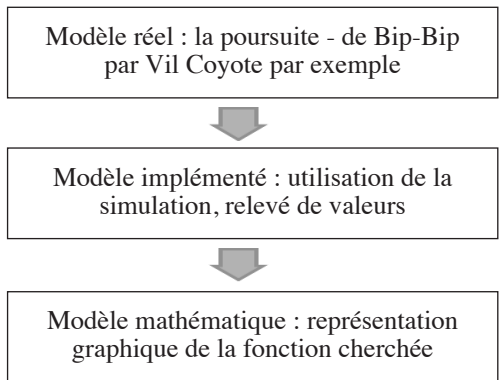 Modèle réel : la poursuite - de Bip-Bip
par Vil Coyote par exemple
Modèle implémenté : utilisation de la
simulation, relevé de valeurs
Modèle mathématique : représentation
graphique de la fonction cherchée